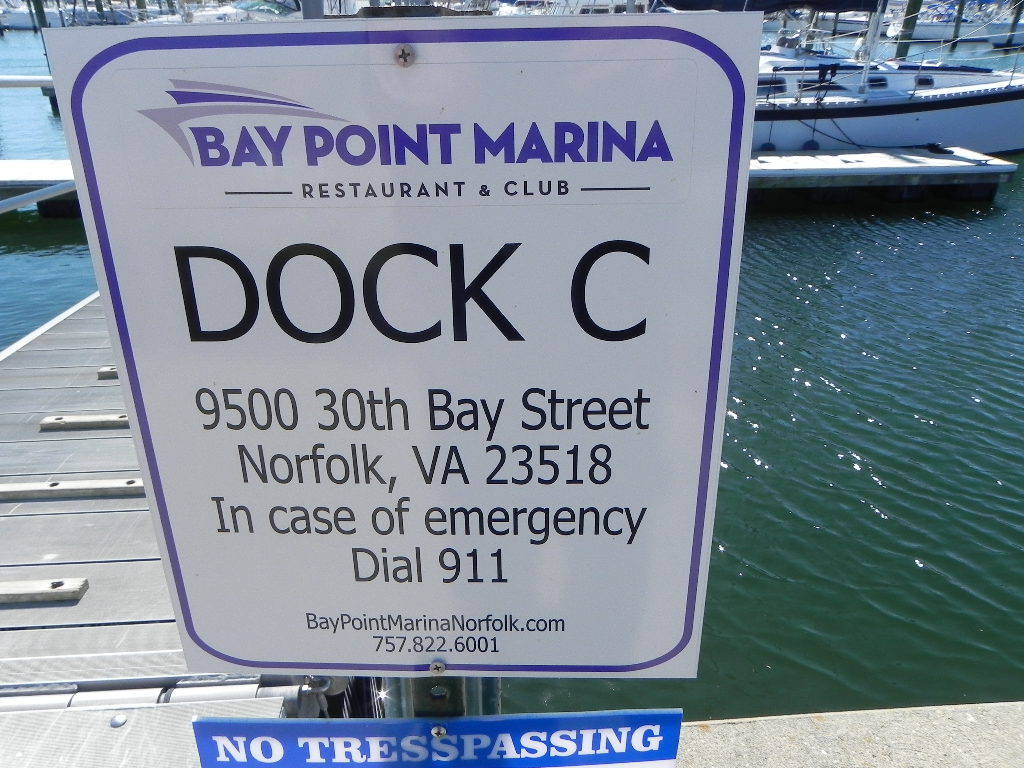 BAY POINT MARINA
RESTAURANT & CLUB
DOCK C
9500 30th Bay Street
Norfolk, VA 23518
In case of emergency
Dial 911
BayPointMarinaNorfolk.com
757.822.6001
NO TRESSPASSING